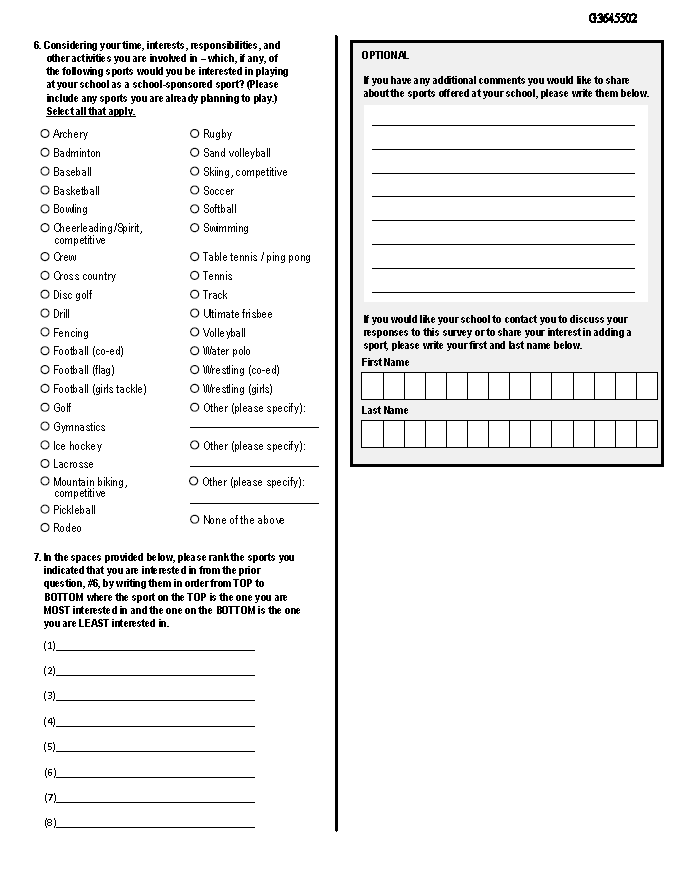 G3645502
6. Considering your time, interests, responsibilities, and
other activities you are involved in – which, if any, of
the following sports would you be interested in playing
at your school as a school-sponsored sport? (Please
include any sports you are already planning to play.)
Select all that apply.
Archery
Badminton
Baseball
Basketball
Bowling
Cheerleading/Spirit,
competitive
Crew
Cross country
Disc golf
Drill
Fencing
Football (co-ed)
Football (flag)
Football (girls tackle)
Golf
Gymnastics
Ice hockey
Lacrosse
Mountain biking,
competitive
Pickleball
Rodeo
Rugby
Sand volleyball
Skiing, competitive
Soccer
Softball
Swimming
Table tennis / ping pong
Tennis
Track
Ultimate frisbee
Volleyball
Water polo
Wrestling (co-ed)
Wrestling (girls)
Other (please specify):
Other (please specify):
Other (please specify):
None of the above
7. In the spaces provided below, please rank the sports you
indicated that you are interested in from the prior
question, #6, by writing them in order from TOP to
BOTTOM where the sport on the TOP is the one you are
MOST interested in and the one on the BOTTOM is the one
you are LEAST interested in.
(1)
(2)
(3)
(4)
(5)
(6)
(7)
(8)
OPTIONAL
If you have any additional comments you would like to share
about the sports offered at your school, please write them below.
If you would like your school to contact you to discuss your
responses to this survey or to share your interest in adding a
sport, please write your first and last name below.
First Name
Last Name